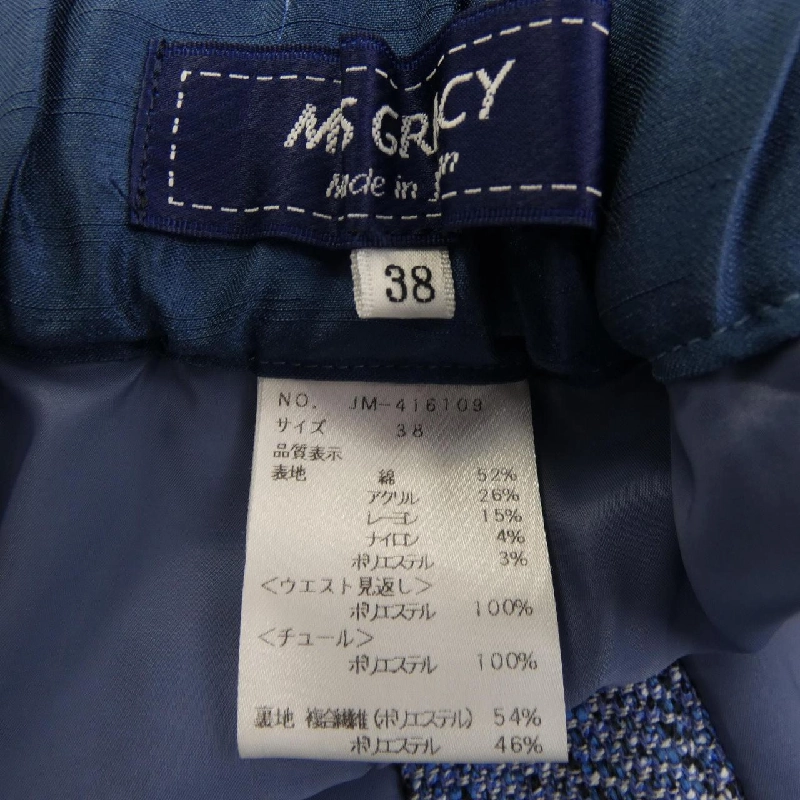 GRACY
Made in
38
NO. JM-416109
サイズ 38
品質表示
表地 綿 52%
アクリル 26%
レーヨン 15%
ナイロン 4%
ポリエステル 3%
<ウエスト見返し>
ポリエステル 100%
<チュール>
ポリエステル 100%
裏地 複合繊維(ポリエステル) 54%
ポリエステル 46%